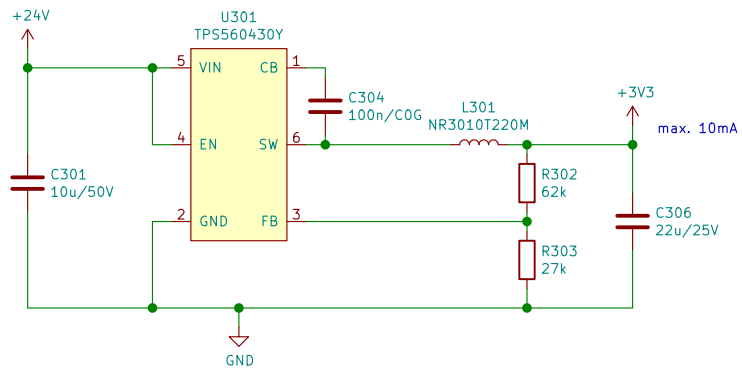 +24V
U301
TPS560430Y
5
VIN
CB
1
C304
100n/C0G
+3V3
L301
NR3010T220M
max. 10mA
4
EN
SW
6
C301
10u/50V
R302
62k
2
GND
FB
3
C306
22u/25V
R303
27k
GND